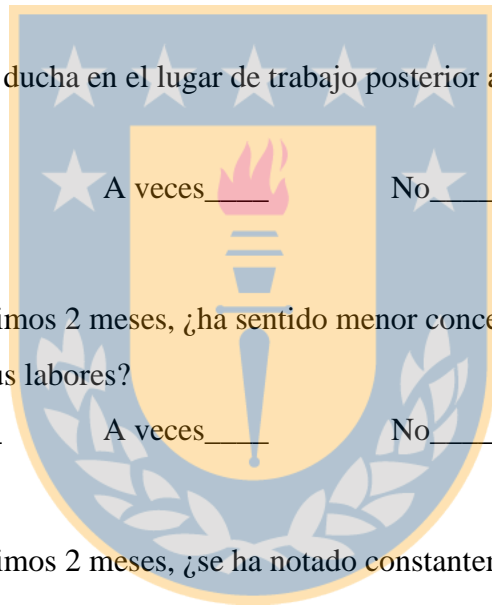 ducha en el lugar de trabajo posterior a
A veces____ No____
imos 2 meses, ¿ha sentido menor conce
us labores?
A veces____ No____
imos 2 meses, ¿se ha notado constanter